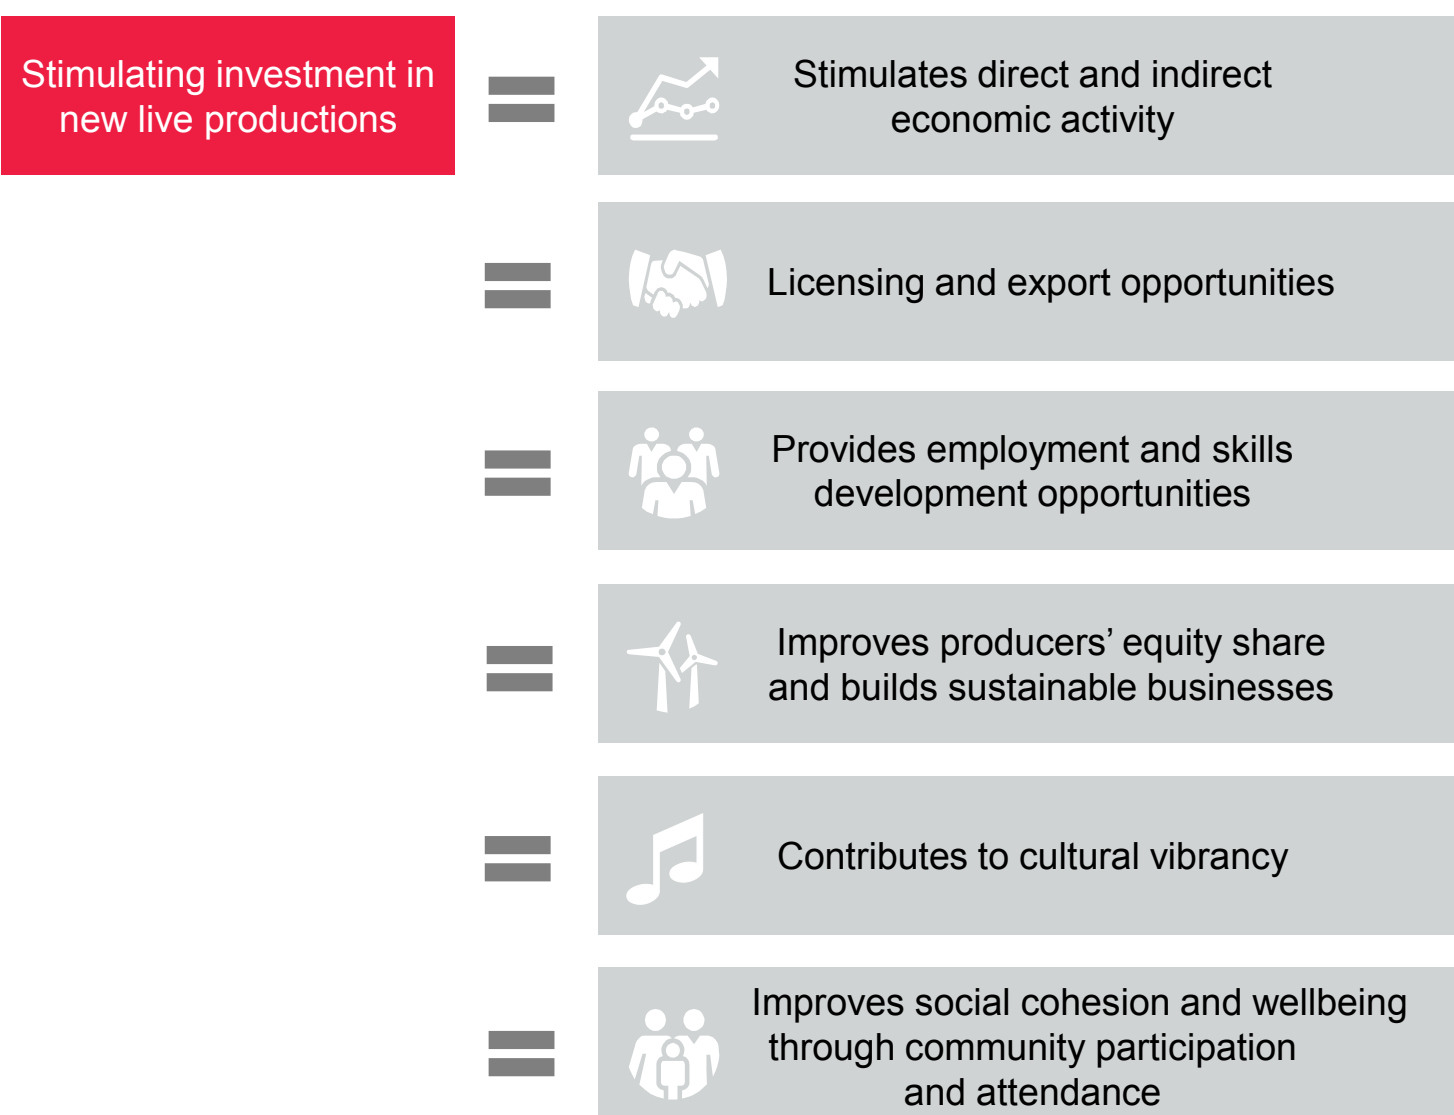 Stimulating investment in
new live productions
Stimulates direct and indirect
economic activity
Licensing and export opportunities
Provides employment and skills
development opportunities
Improves producers’ equity share
and builds sustainable businesses
Contributes to cultural vibrancy
Improves social cohesion and wellbeing
through community participation
and attendance